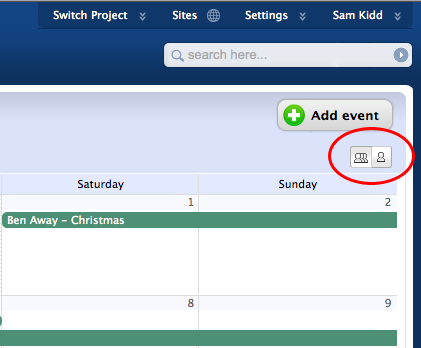 Switch Project Sites Settings Sam Kidd
search here...
Add event
Saturday Sunday
1 2
Ben Away – Christmas
8 9